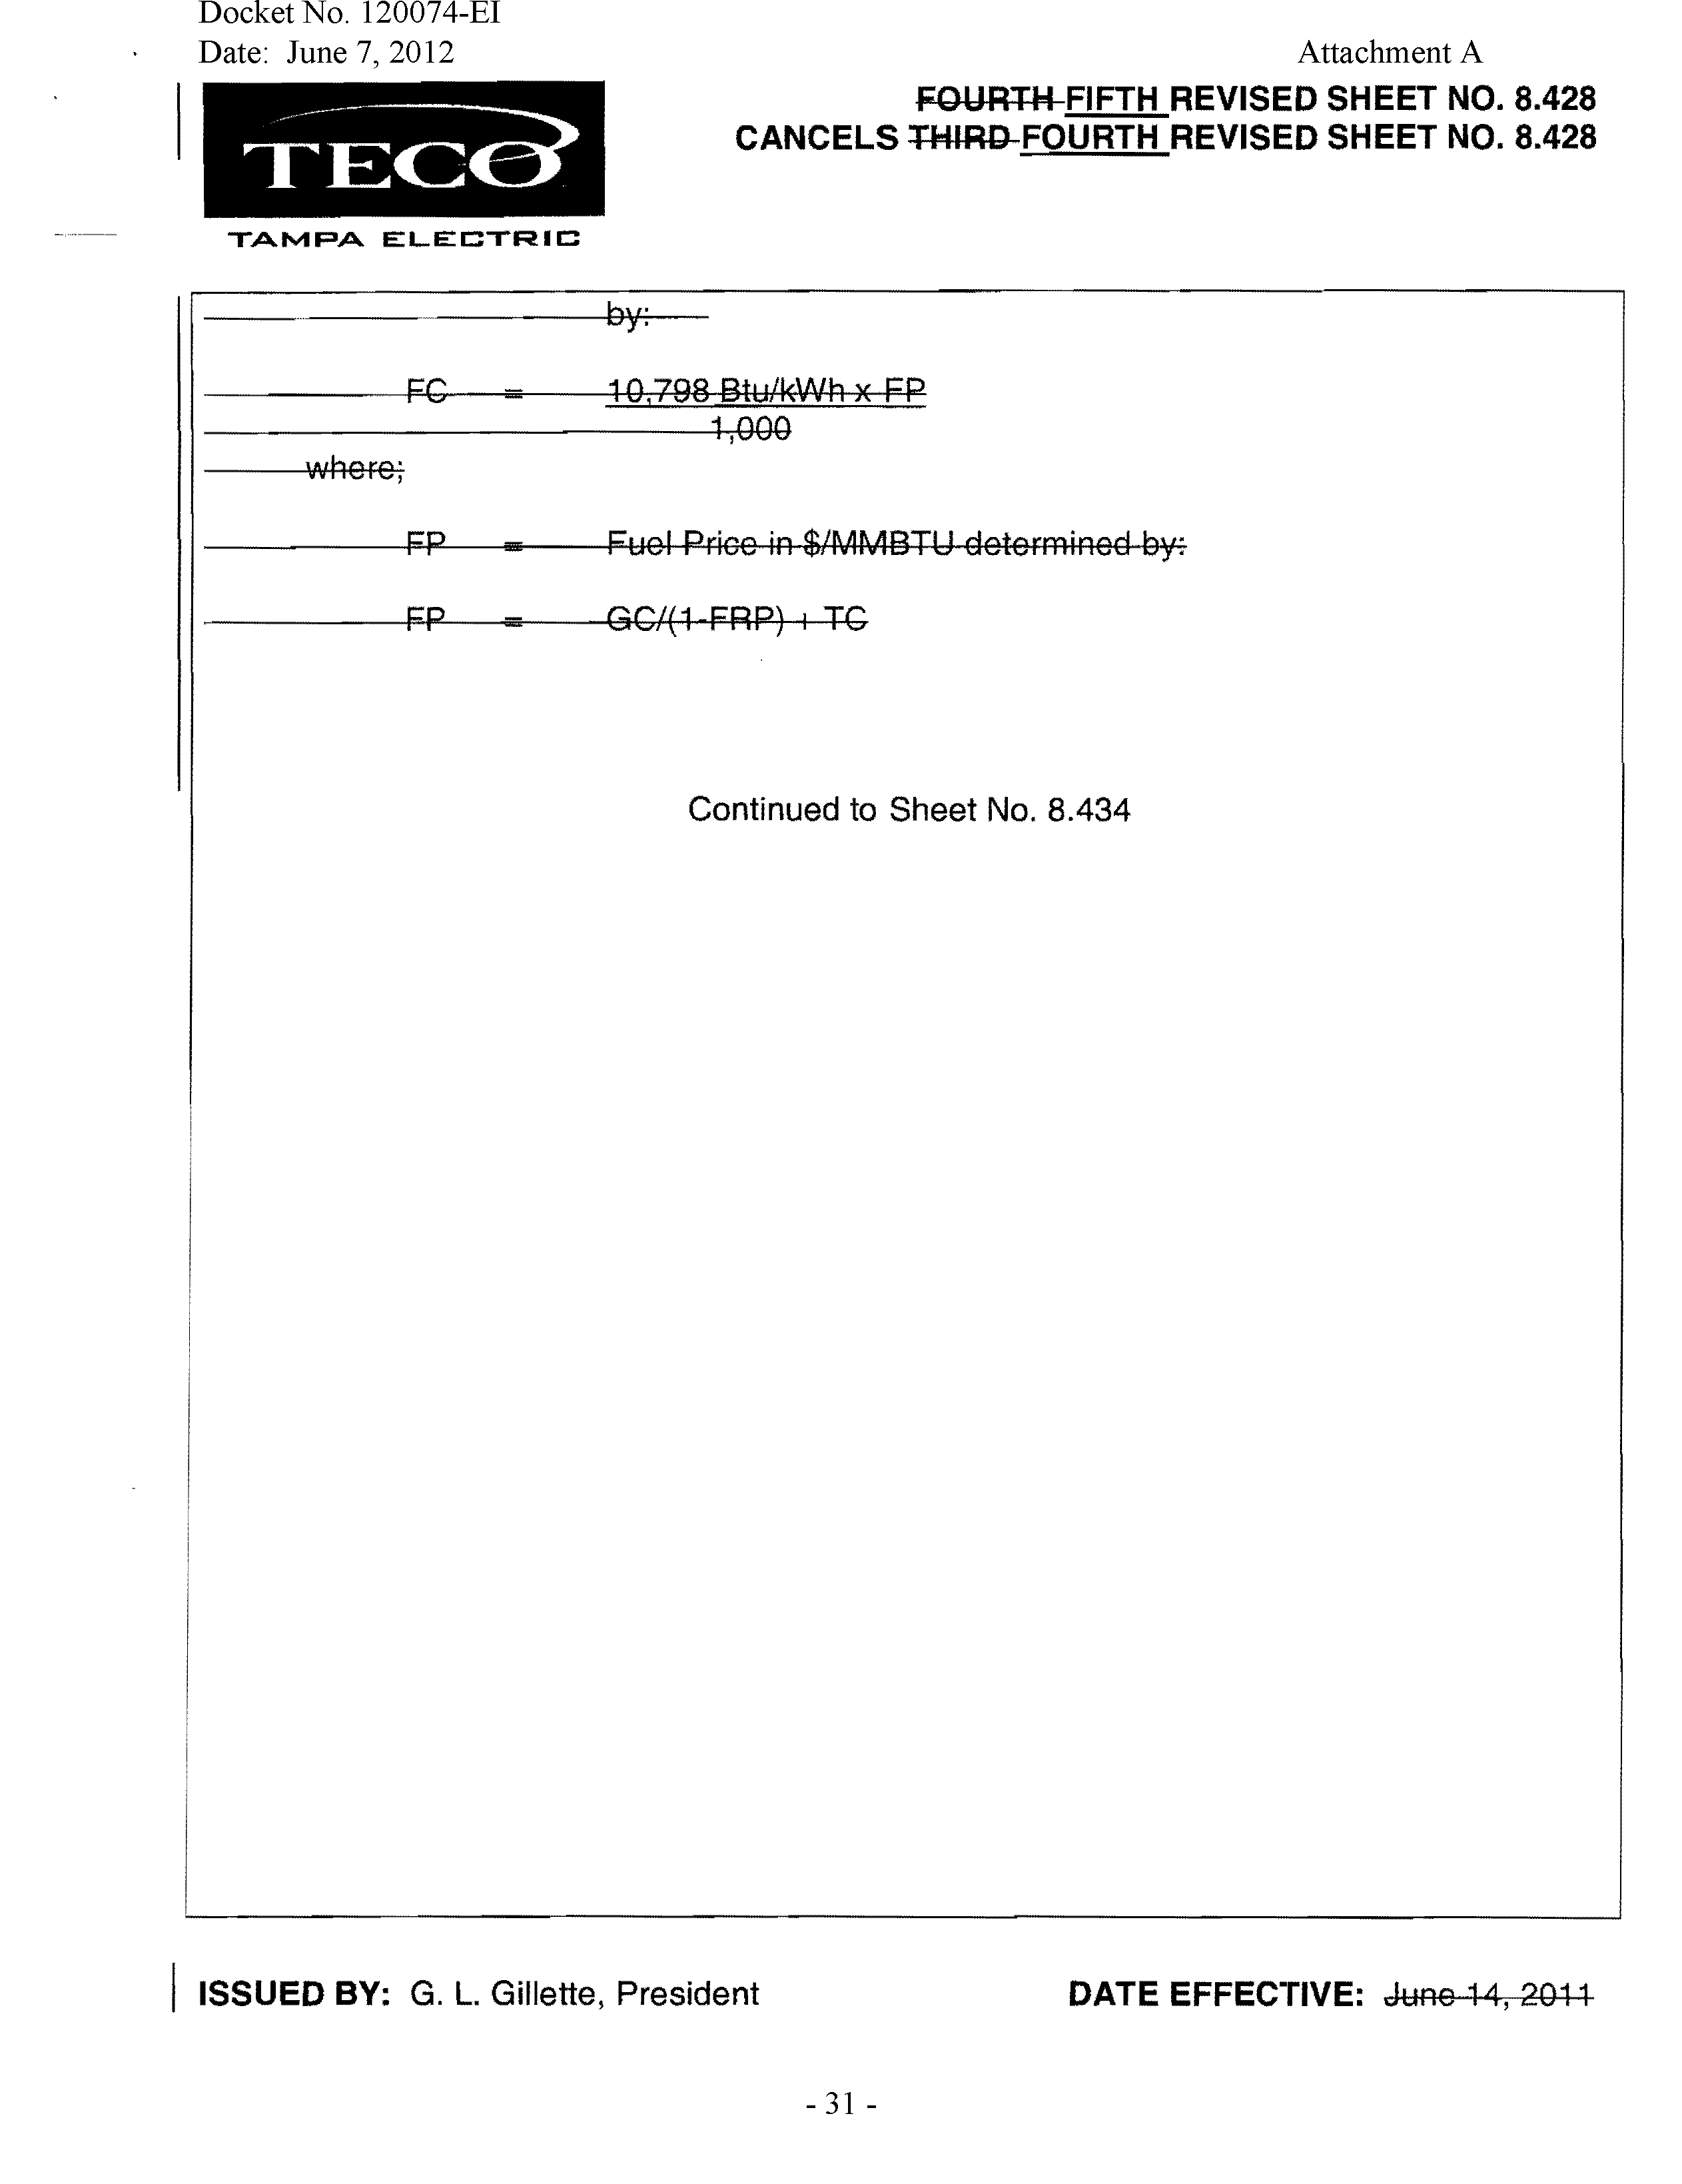 Docket No. 120074-EI
Date: June 7, 2012
Attachment A
FOURTH FIFTH REVISED SHEET NO. 8.428
CANCELS THIRD FOURTH REVISED SHEET NO. 8.428
TECO
TAMPA ELECTRIC
by:
FC = 10,798 Btu/kWh x FP
1,000
where;
FP = Fuel Price in $/MMBTU determined by:
FP = GC/(1-FRP) + TC
Continued to Sheet No. 8.434
ISSUED BY: G. L. Gillette, President
DATE EFFECTIVE: June 14, 2011
- 31 -